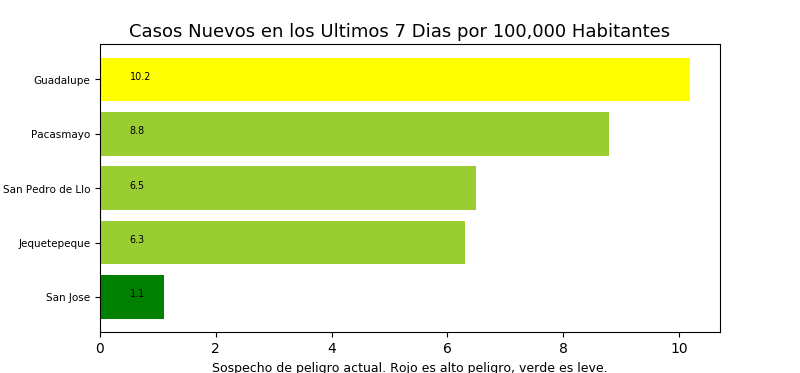 Casos Nuevos en los Ultimos 7 Dias por 100,000 Habitantes
Guadalupe 10.2
Pacasmayo 8.8
San Pedro de Llo 6.5
Jequetepeque 6.3
San Jose 1.1
0 2 4 6 8 10
Sospecho de peligro actual. Rojo es alto peligro, verde es leve.